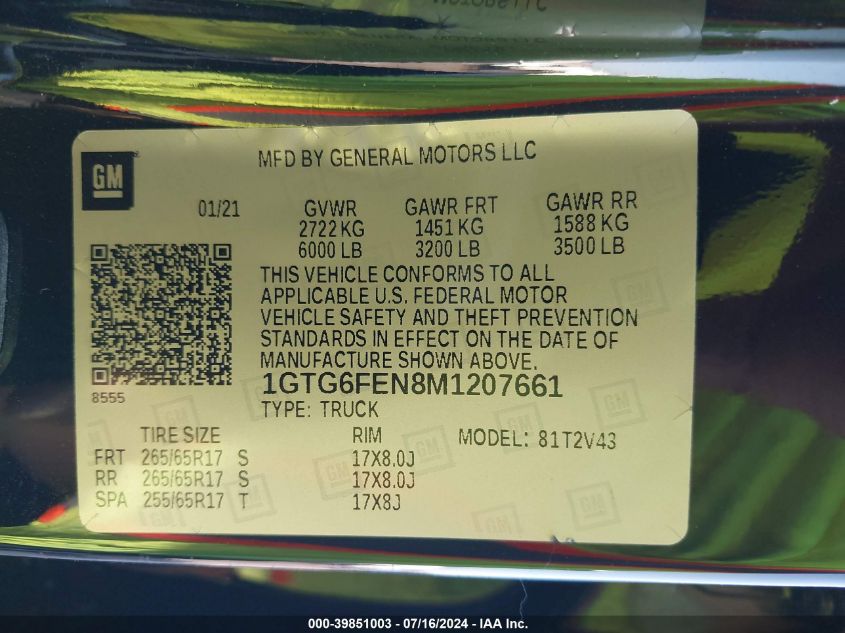 MFD BY GENERAL MOTORS LLC
GM
01/21 GVWR GAWR FRT GAWR RR
2722 KG 1451 KG 1588 KG
6000 LB 3200 LB 3500 LB
THIS VEHICLE CONFORMS TO ALL
APPLICABLE U.S. FEDERAL MOTOR
VEHICLE SAFETY AND THEFT PREVENTION
STANDARDS IN EFFECT ON THE DATE OF
MANUFACTURE SHOWN ABOVE.
1GTG6FEN8M1207661
8555
TYPE: TRUCK
TIRE SIZE RIM MODEL: 81T2V43
FRT 265/65R17 S 17X8.0J
RR 265/65R17 S 17X8.0J
SPA 255/65R17 T 17X8J
000-39851003 - 07/16/2024 - IAA Inc.